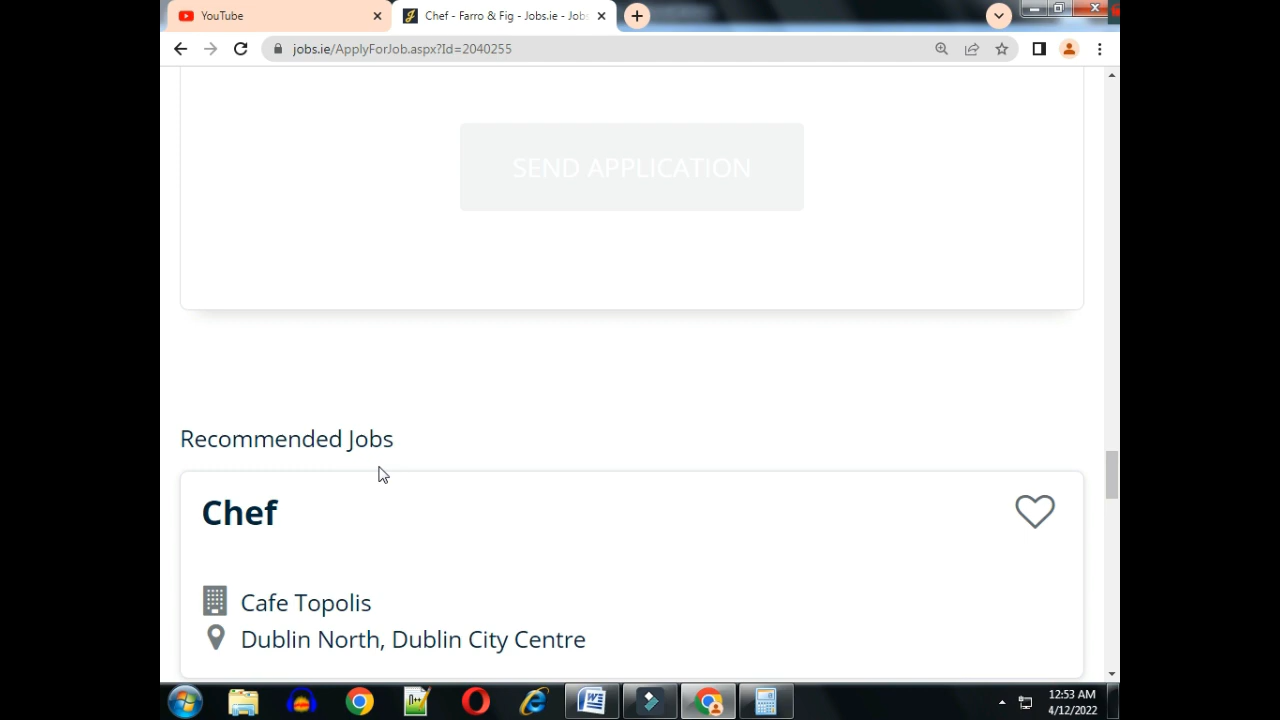 YouTube
Chef - Farro & Fig - Jobs.ie - Jobs
jobs.ie/ApplyForJob.aspx?Id=2040255
SEND APPLICATION
Recommended Jobs
Chef
Cafe Topolis
Dublin North, Dublin City Centre
12:53 AM
4/12/2022